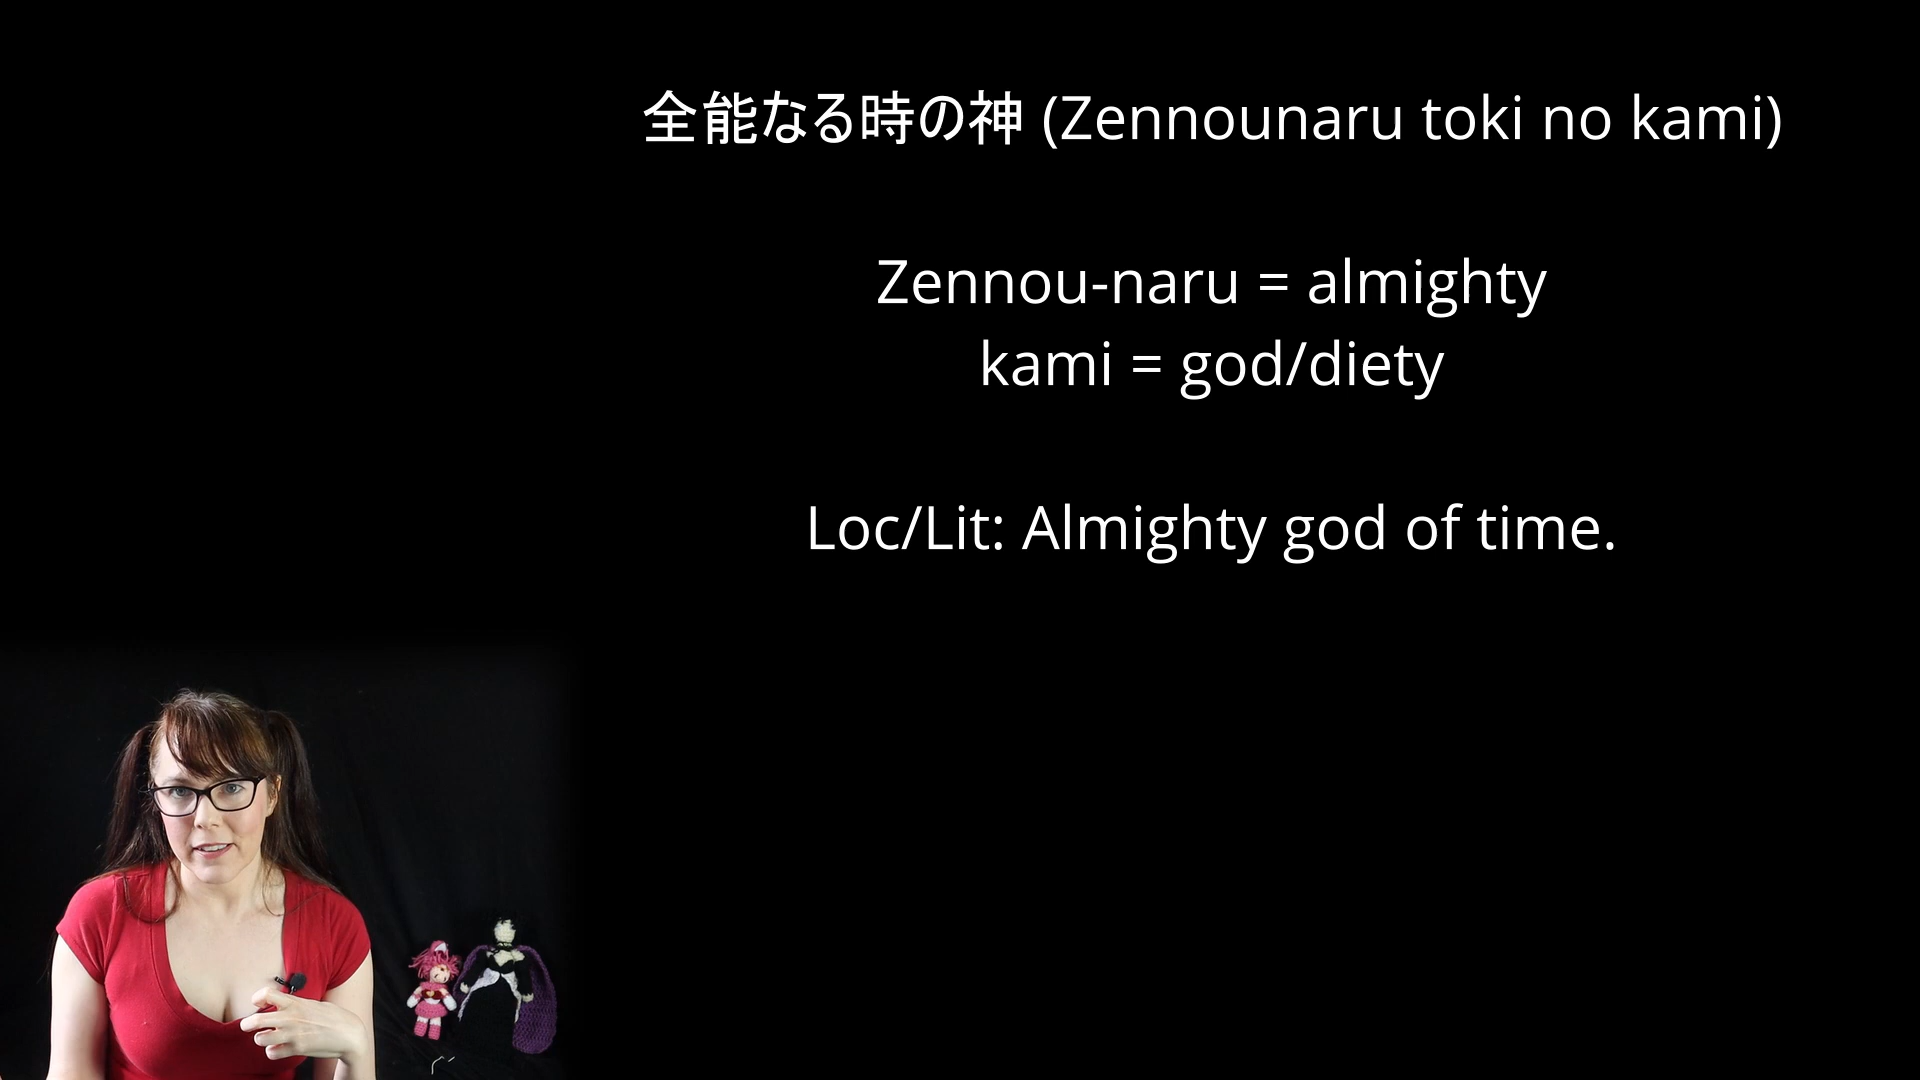 全能なる時の神 (Zennounaru toki no kami)
Zennou-naru = almighty
kami = god/diety
Loc/Lit: Almighty god of time.